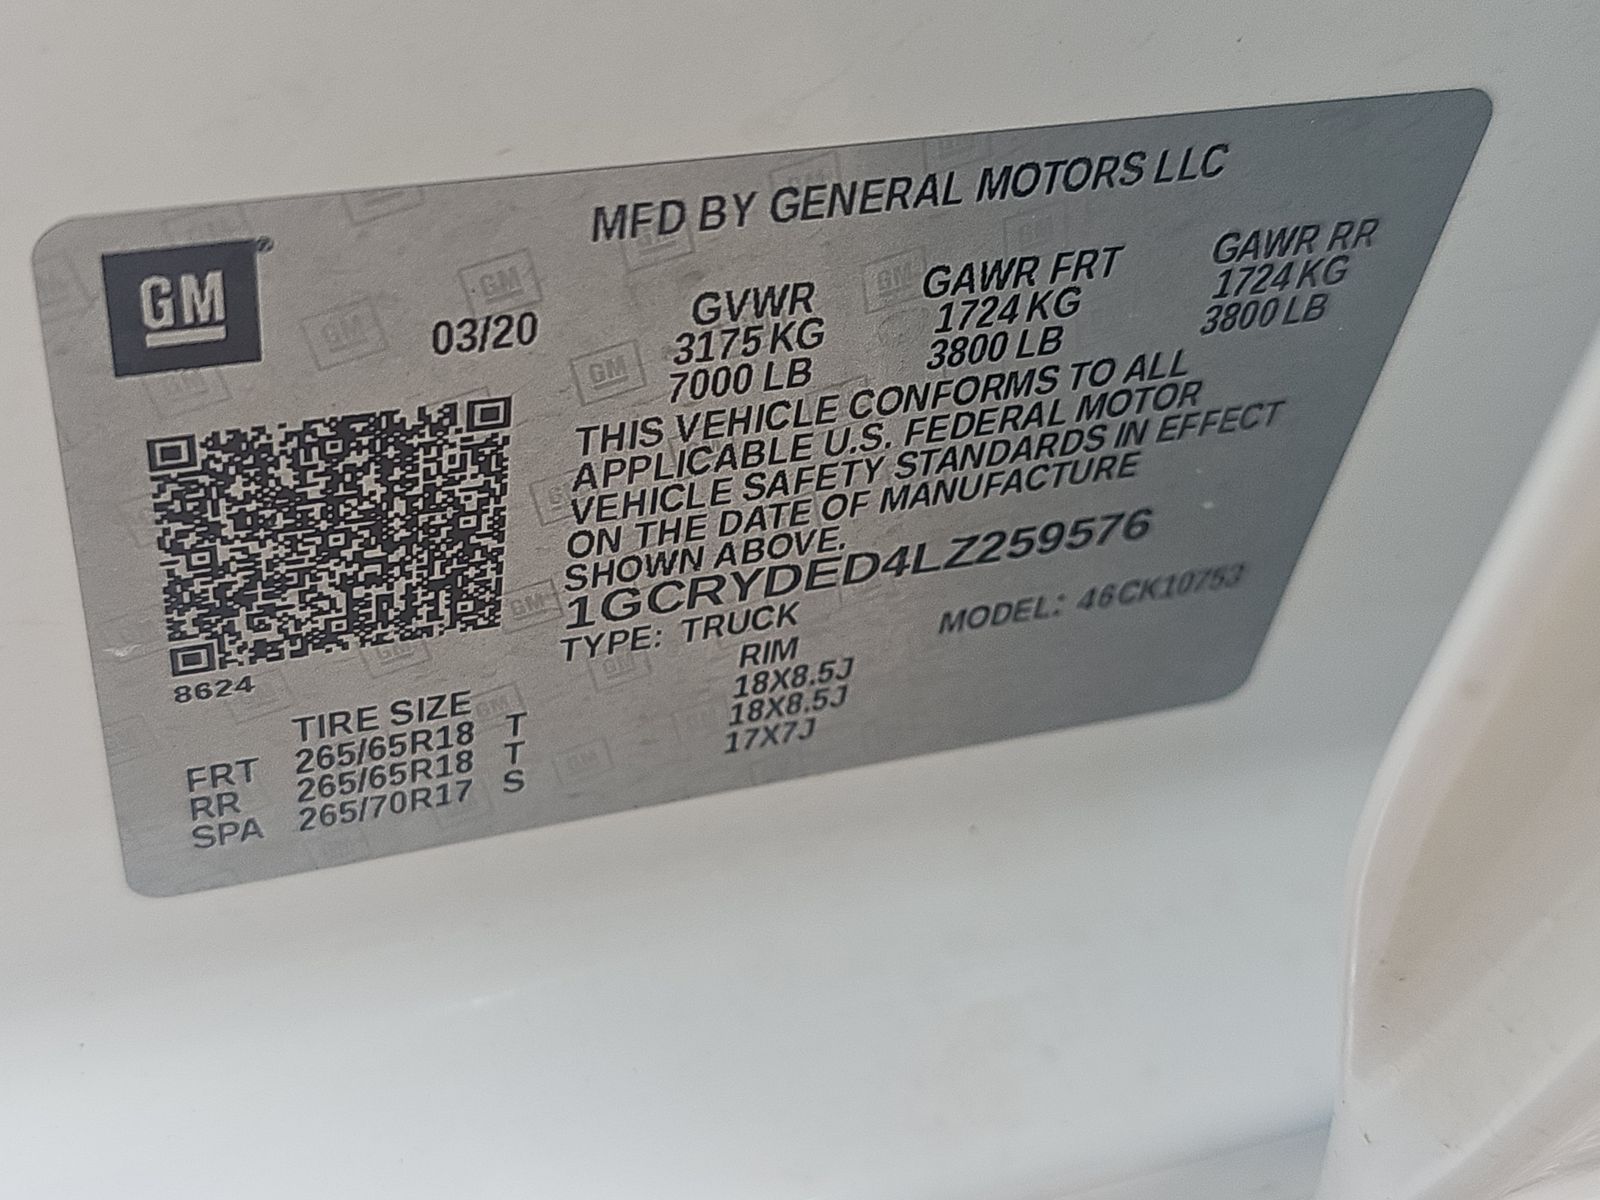 MFD BY GENERAL MOTORS LLC
GM
03/20
GVWR
3175 KG
7000 LB
GAWR FRT
1724 KG
3800 LB
GAWR RR
1724 KG
3800 LB
THIS VEHICLE CONFORMS TO ALL
APPLICABLE U.S. FEDERAL MOTOR
VEHICLE SAFETY STANDARDS IN EFFECT
ON THE DATE OF MANUFACTURE
SHOWN ABOVE.
1GCRYDED4LZ259576
TYPE: TRUCK MODEL: 46CK10753
8624
TIRE SIZE RIM
FRT 265/65R18 T 18X8.5J
RR 265/65R18 T 18X8.5J
SPA 265/70R17 S 17X7J